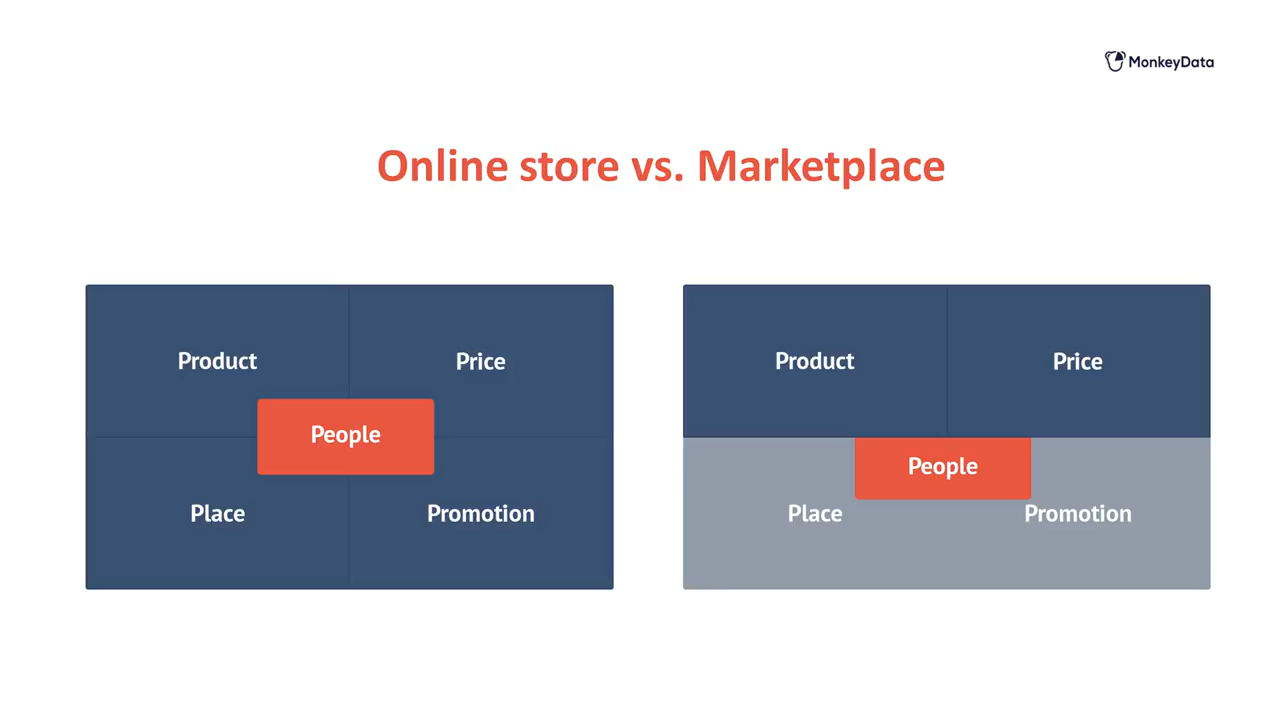 MonkeyData
Online store vs. Marketplace
Product
Price
People
Place
Promotion
Product
Price
People
Place
Promotion